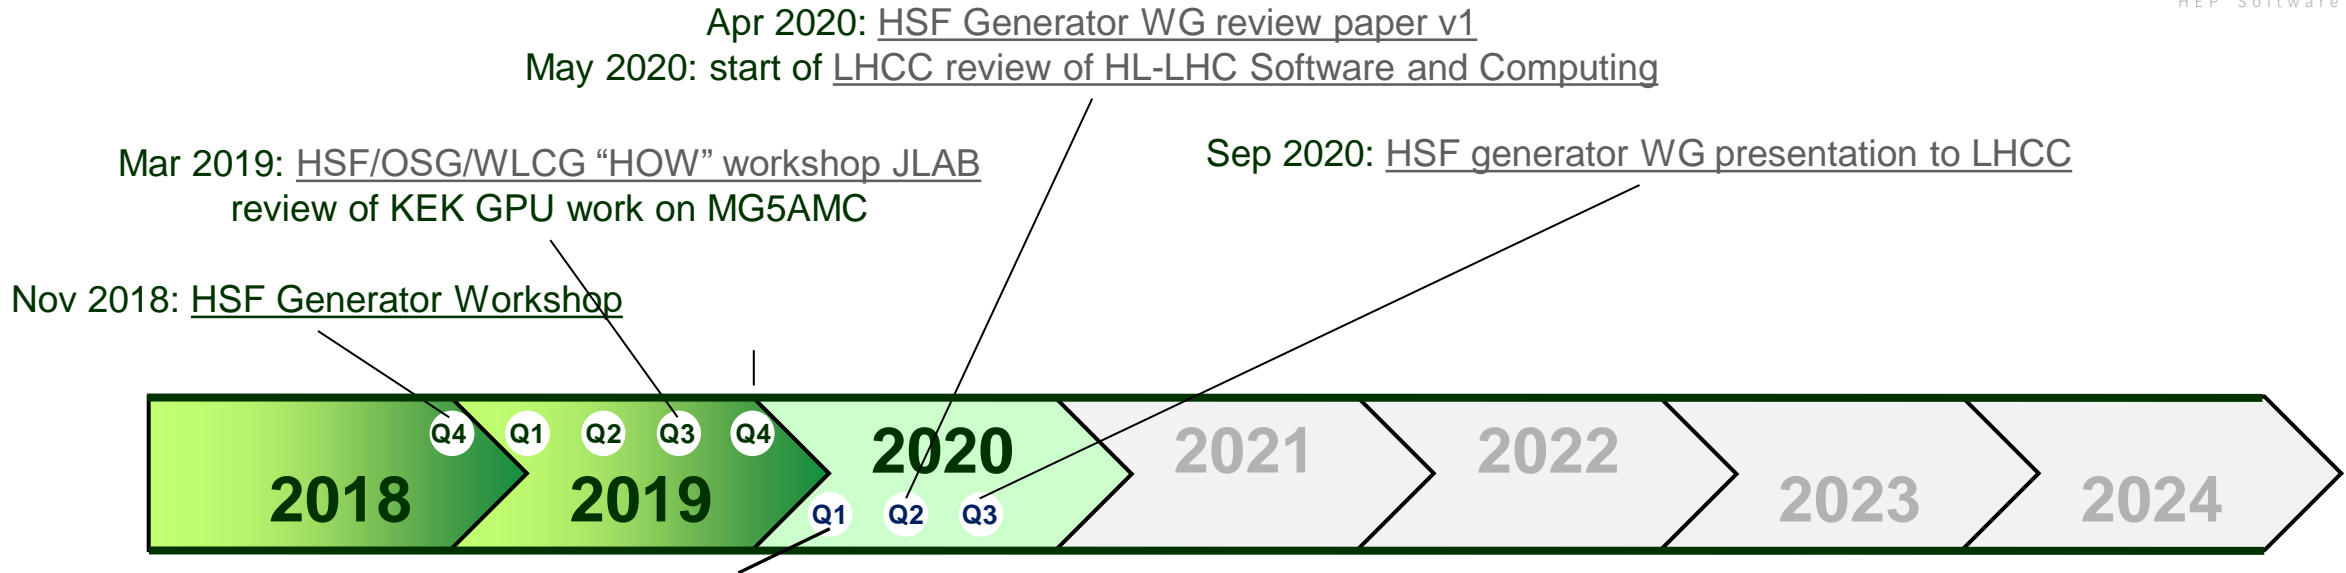 HEP Software
Apr 2020: HSF Generator WG review paper v1
May 2020: start of LHCC review of HL-LHC Software and Computing
Sep 2020: HSF generator WG presentation to LHCC
Mar 2019: HSF/OSG/WLCG “HOW” workshop JLAB
review of KEK GPU work on MG5AMC
Nov 2018: HSF Generator Workshop
Q4 Q1 Q2 Q3 Q4
2018 2019 2020 2021 2022 2023 2024
Q1 Q2 Q3